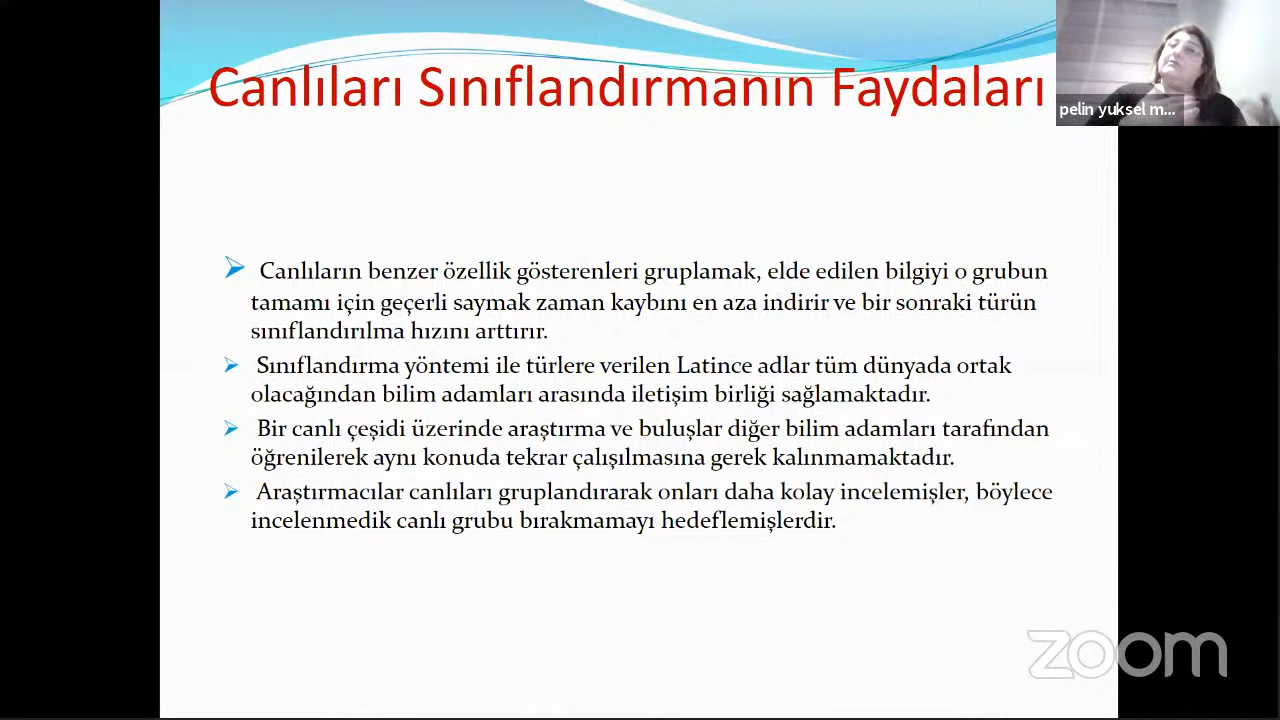 Canlıları Sınıflandırmanın Faydaları
pelin yuksel m...
Canlıların benzer özellik gösterenleri gruplamak, elde edilen bilgiyi o grubun
tamamı için geçerli saymak zaman kaybını en aza indirir ve bir sonraki türün
sınıflandırılma hızını arttırır.
Sınıflandırma yöntemi ile türlere verilen Latince adlar tüm dünyada ortak
olacağından bilim adamları arasında iletişim birliği sağlamaktadır.
Bir canlı çeşidi üzerinde araştırma ve buluşlar diğer bilim adamları tarafından
öğrenilerek aynı konuda tekrar çalışılmasına gerek kalınmamaktadır.
Araştırmacılar canlıları gruplandırarak onları daha kolay incelemişler, böylece
incelenmedik canlı grubu bırakmamayı hedeflemişlerdir.
zoom